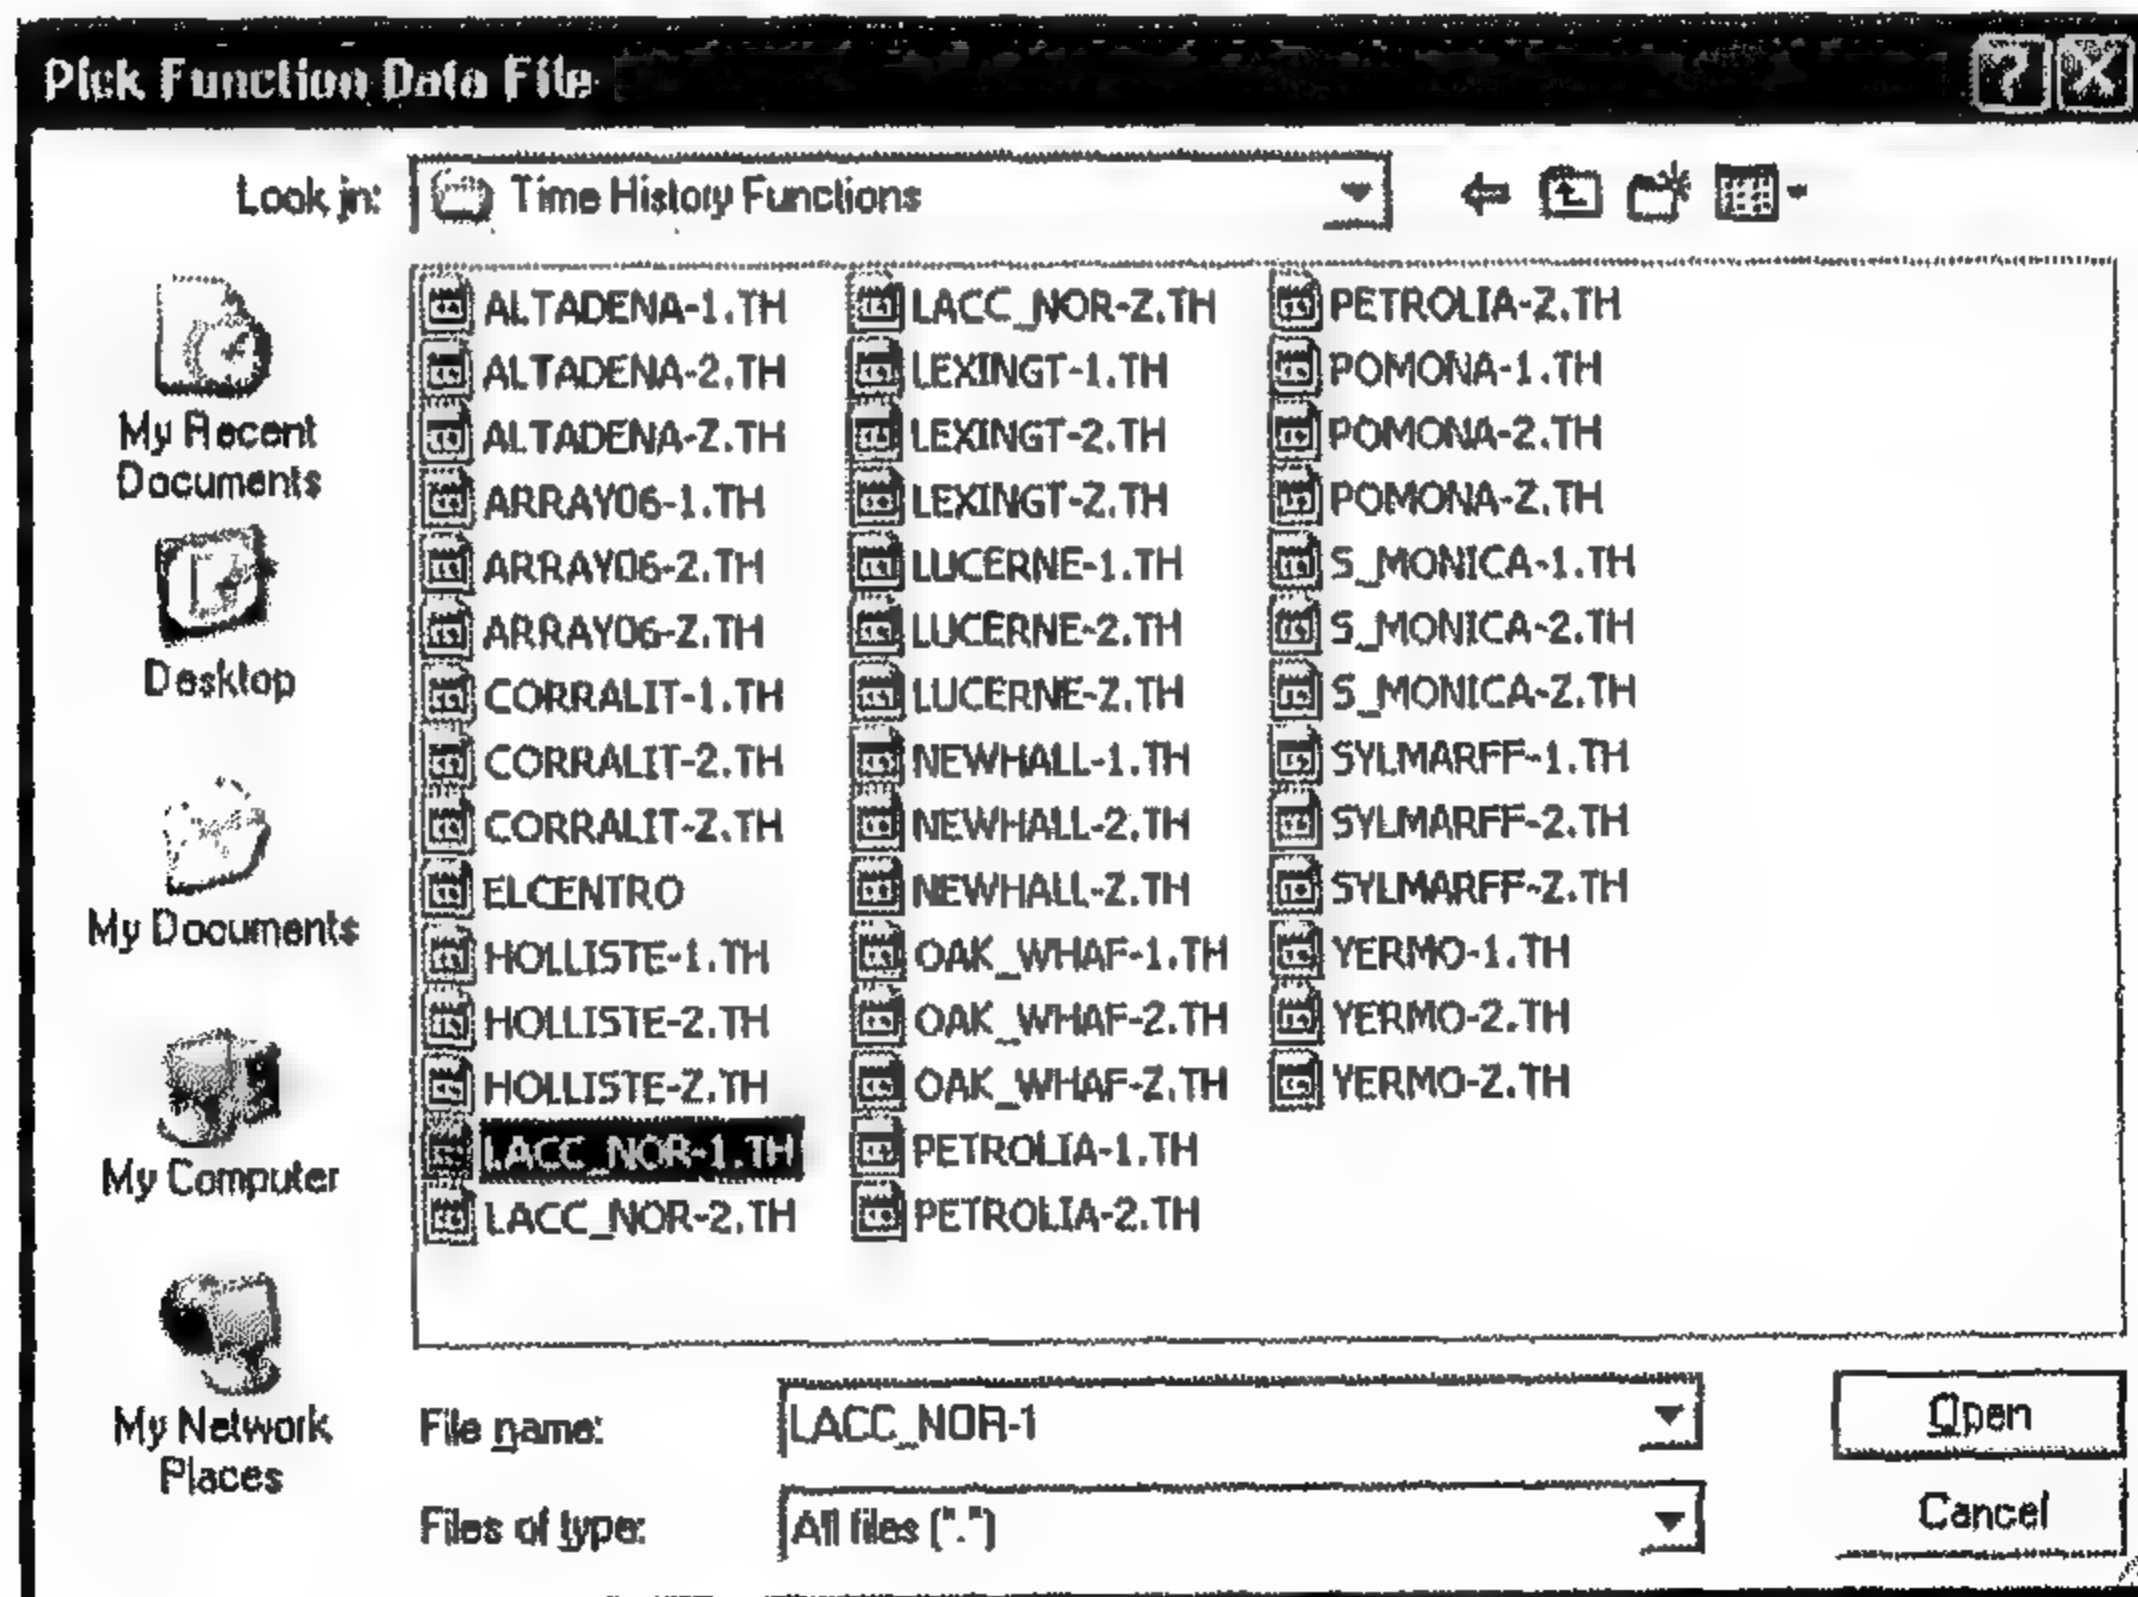 Pick Function Data File
Look in: Time History Functions
My Recent
Documents
Desktop
My Documents
My Computer
My Network
Places
ALTADENA-1.TH
ALTADENA-2.TH
ALTADENA-Z.TH
ARRAY06-1.TH
ARRAY06-2.TH
ARRAY06-Z.TH
CORRALIT-1.TH
CORRALIT-2.TH
CORRALIT-Z.TH
ELCENTRO
HOLLISTE-1.TH
HOLLISTE-2.TH
HOLLISTE-Z.TH
LACC_NOR-1.TH
LACC_NOR-2.TH
LACC_NOR-Z.TH
LEXINGT-1.TH
LEXINGT-2.TH
LEXINGT-Z.TH
LUCERNE-1.TH
LUCERNE-2.TH
LUCERNE-Z.TH
NEWHALL-1.TH
NEWHALL-2.TH
NEWHALL-Z.TH
OAK_WHAF-1.TH
OAK_WHAF-2.TH
OAK_WHAF-Z.TH
PETROLIA-1.TH
PETROLIA-2.TH
PETROLIA-Z.TH
POMONA-1.TH
POMONA-2.TH
POMONA-Z.TH
S_MONICA-1.TH
S_MONICA-2.TH
S_MONICA-Z.TH
SYLMARFF-1.TH
SYLMARFF-2.TH
SYLMARFF-Z.TH
YERMO-1.TH
YERMO-2.TH
YERMO-Z.TH
File name: LACC_NOR-1
Open
Files of type: All files (*.*)
Cancel